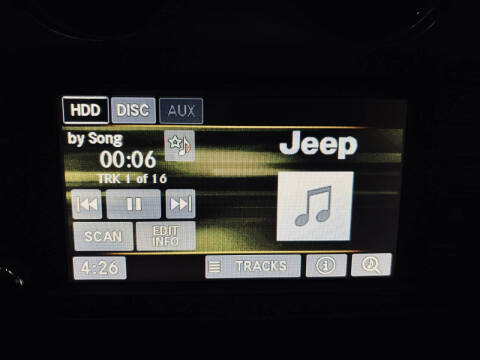 HDD DISC AUX
by Song
00:06
TRK 1 of 16
Jeep
SCAN
EDIT
INFO
4:26
TRACKS